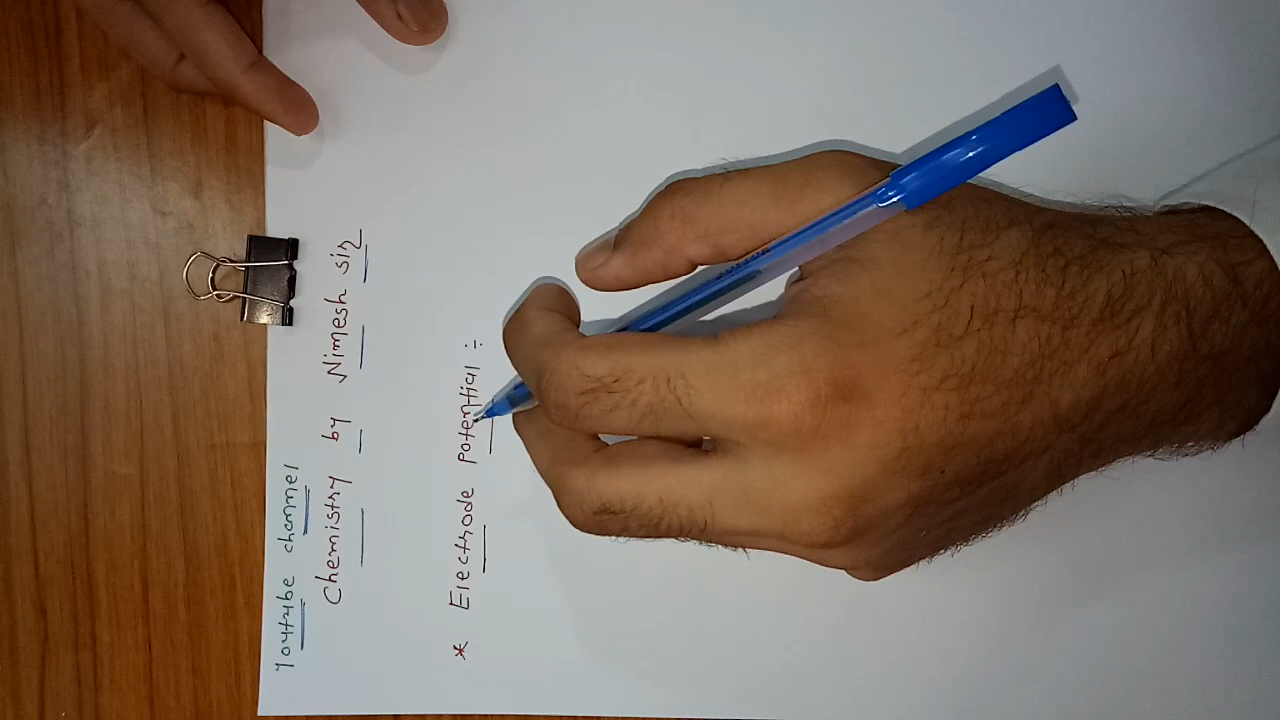 Youtube channel
Chemistry by Nimesh sir
* Electrode potential :-